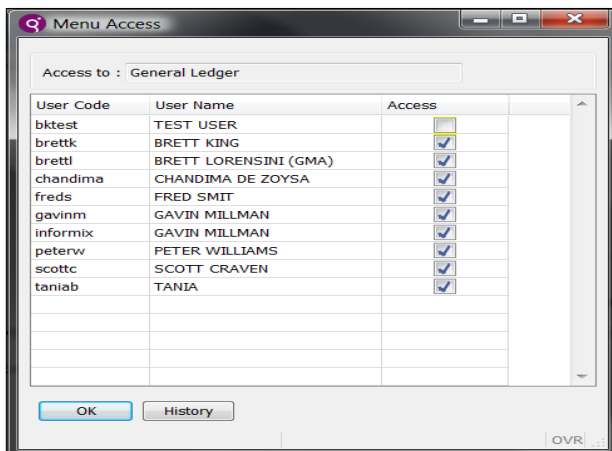 Menu Access
Access to : General Ledger
User Code User Name Access
bktest TEST USER
brettk BRETT KING
brettl BRETT LORENSINI (GMA)
chandima CHANDIMA DE ZOYSA
freds FRED SMIT
gavinm GAVIN MILLMAN
informix GAVIN MILLMAN
peterw PETER WILLIAMS
scottc SCOTT CRAVEN
taniab TANIA
OK History
OVR